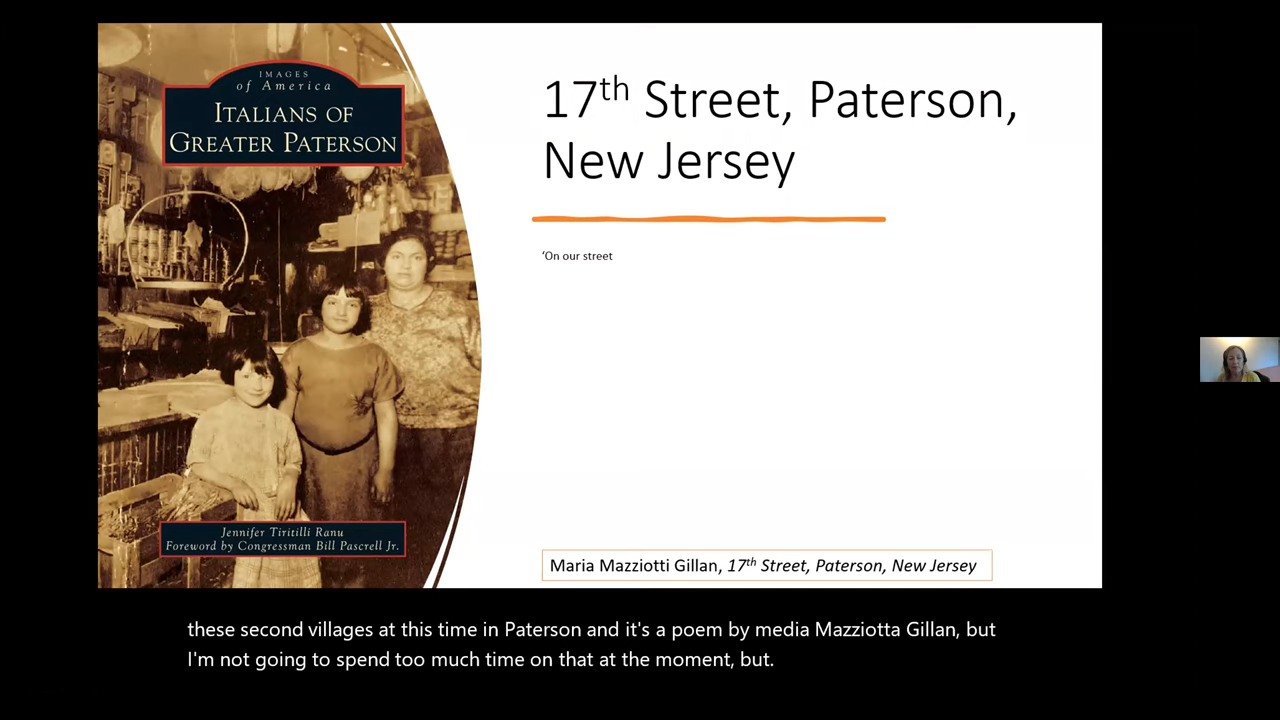 IMAGES
of America
ITALIANS OF
GREATER PATERSON
Jennifer Tiritilli Ranu
Foreword by Congressman Bill Pascrell Jr.
17th Street, Paterson,
New Jersey
‘On our street
Maria Mazziotti Gillan, 17th Street, Paterson, New Jersey
these second villages at this time in Paterson and it's a poem by media Mazziotta Gillan, but
I'm not going to spend too much time on that at the moment, but.